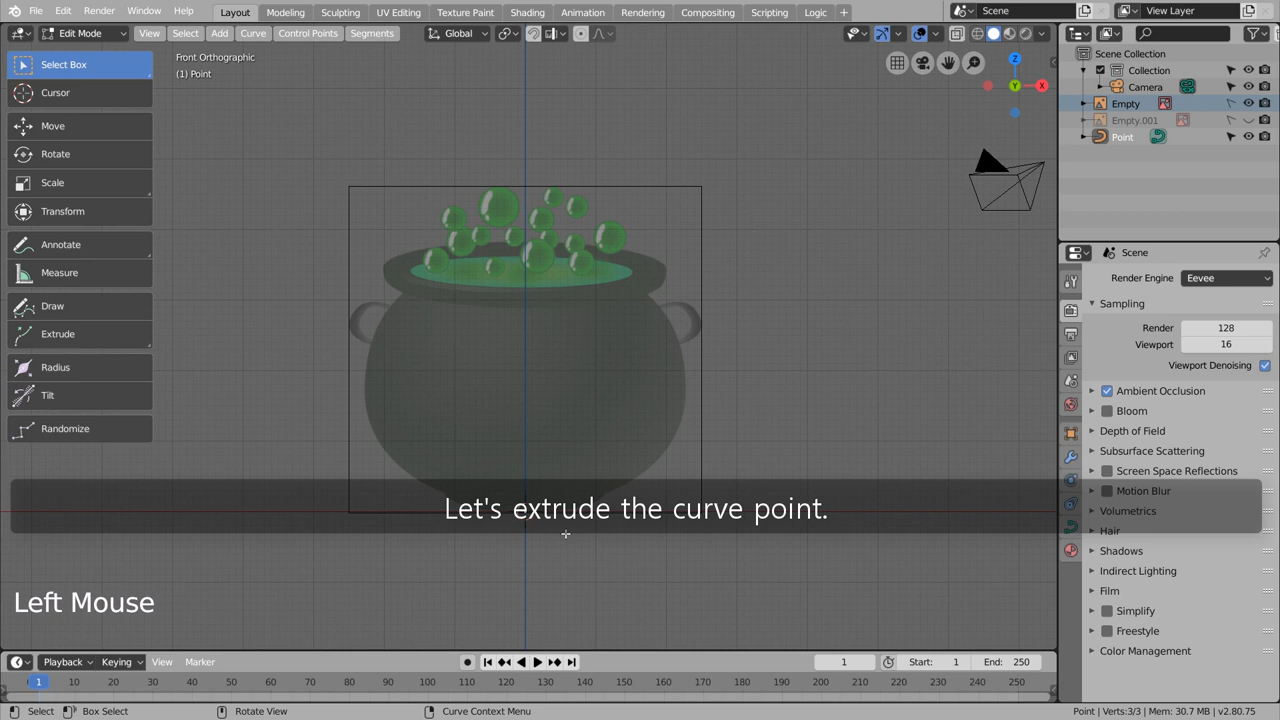 File Edit Render Window Help Layout Modeling Sculpting UV Editing Texture Paint Shading Animation Rendering Compositing Scripting Logic + Scene View Layer
Edit Mode View Select Add Curve Control Points Segments Global
Select Box
Cursor
Move
Rotate
Scale
Transform
Annotate
Measure
Draw
Extrude
Radius
Tilt
Randomize
Front Orthographic
(1) Point
Z
Y
X
Scene Collection
Collection
Camera
Empty
Empty.001
Point
Scene
Render Engine Eevee
Sampling
Render 128
Viewport 16
Viewport Denoising
Ambient Occlusion
Bloom
Depth of Field
Subsurface Scattering
Screen Space Reflections
Motion Blur
Volumetrics
Hair
Shadows
Indirect Lighting
Film
Simplify
Freestyle
Color Management
Let's extrude the curve point.
Left Mouse
Playback Keying View Marker 1 Start: 1 End: 250
1 10 20 30 40 50 60 70 80 90 100 110 120 130 140 150 160 170 180 190 200 210 220 230 240 250
Select Box Select Rotate View Curve Context Menu Point | Verts:3/3 | Mem: 30.7 MB | v2.80.75